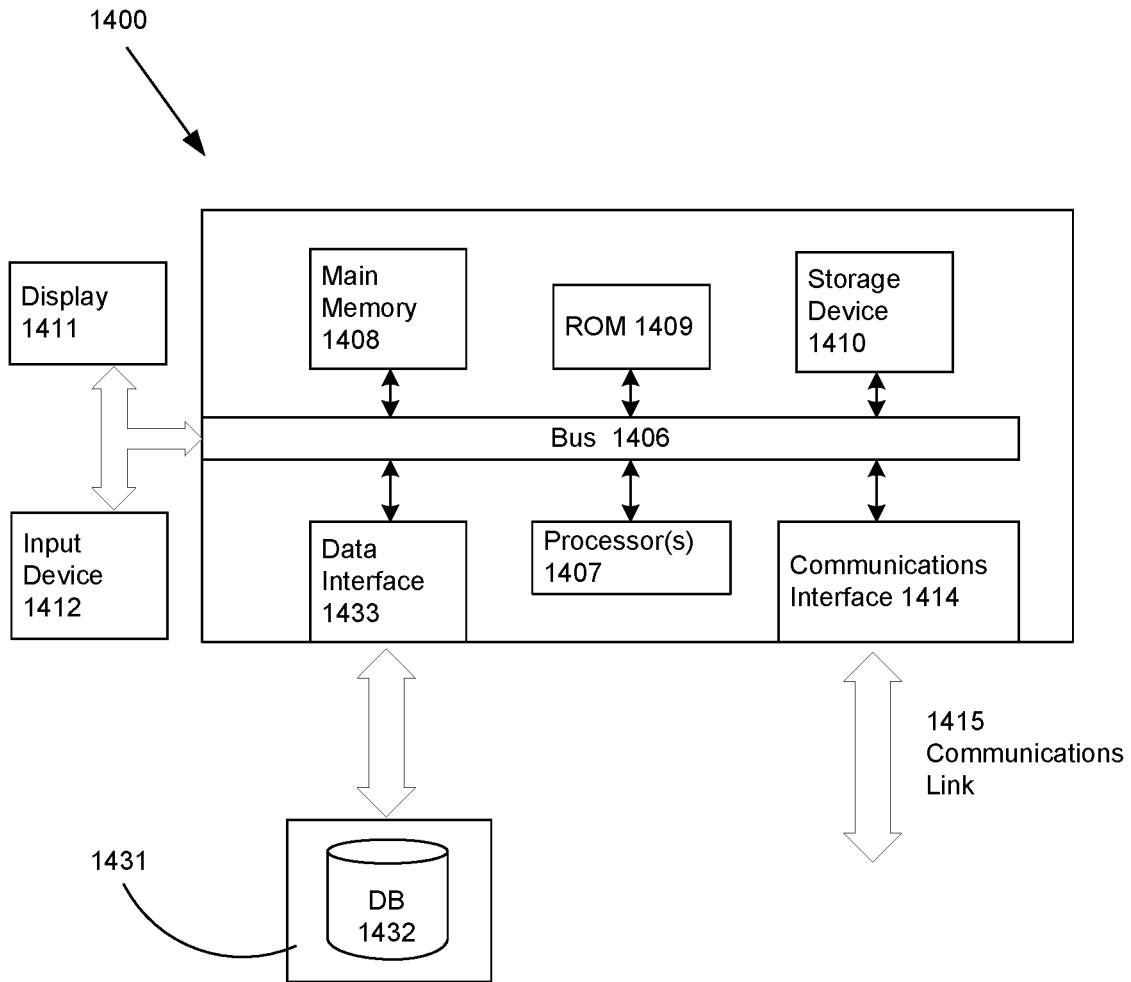 1400
Display
1411
Main
Memory
1408
ROM 1409
Storage
Device
1410
Bus 1406
Input
Device
1412
Data
Interface
1433
Processor(s)
1407
Communications
Interface 1414
1415
Communications
Link
1431
DB
1432